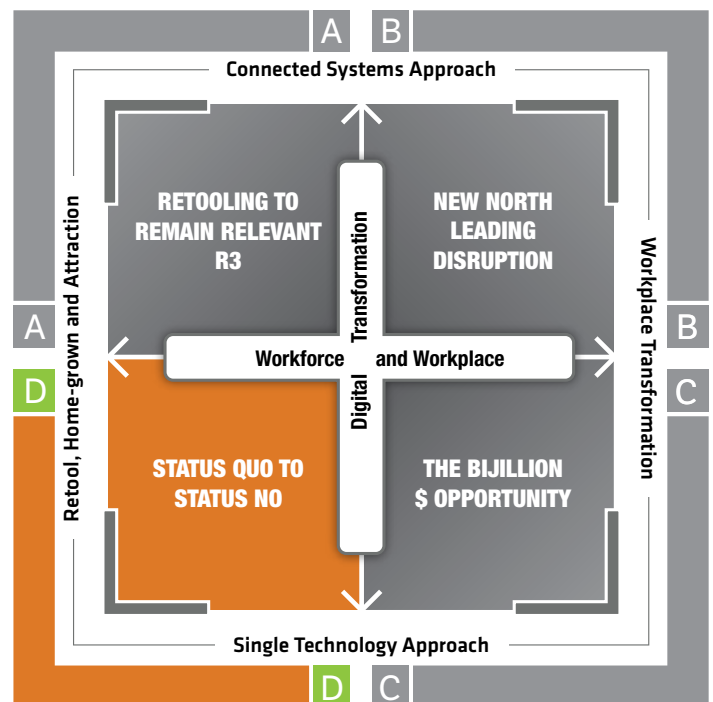 A B
Connected Systems Approach
RETOOLING TO
REMAIN RELEVANT
R3
NEW NORTH
LEADING
DISRUPTION
Retool, Home-grown and Attraction
Workplace Transformation
A
B
Digital Transformation
Workforce and Workplace
D
C
STATUS QUO TO
STATUS NO
THE BIJILLION
$ OPPORTUNITY
Single Technology Approach
D C